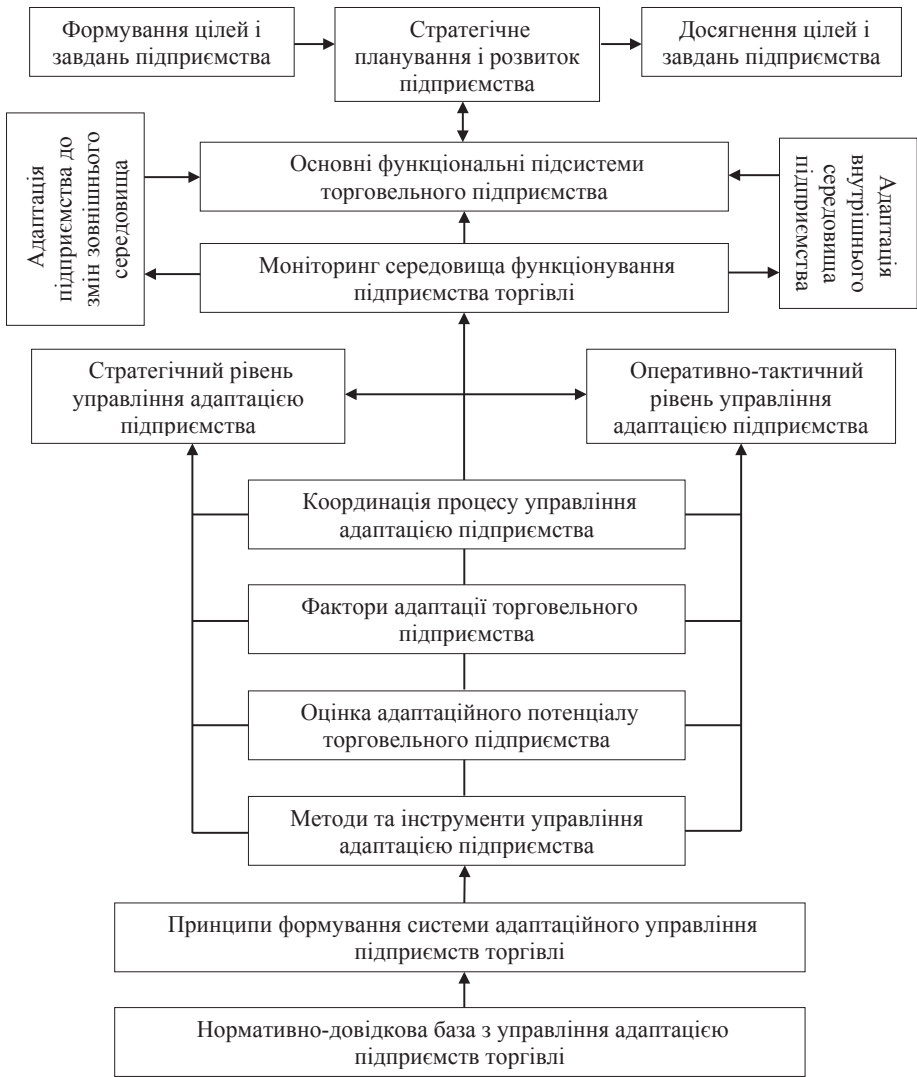 Формування цілей і
завдань підприємства
Стратегічне
планування і розвиток
підприємства
Досягнення цілей і
завдань підприємства
Адаптація
підприємства до
змін зовнішнього
середовища
Основні функціональні підсистеми
торговельного підприємства
Адаптація
внутрішнього
середовища
підприємства
Моніторинг середовища функціонування
підприємства торгівлі
Стратегічний рівень
управління адаптацією
підприємства
Оперативно-тактичний
рівень управління
адаптацією підприємства
Координація процесу управління
адаптацією підприємства
Фактори адаптації торговельного
підприємства
Оцінка адаптаційного потенціалу
торговельного підприємства
Методи та інструменти управління
адаптацією підприємства
Принципи формування системи адаптаційного управління
підприємств торгівлі
Нормативно-довідкова база з управління адаптацією
підприємств торгівлі